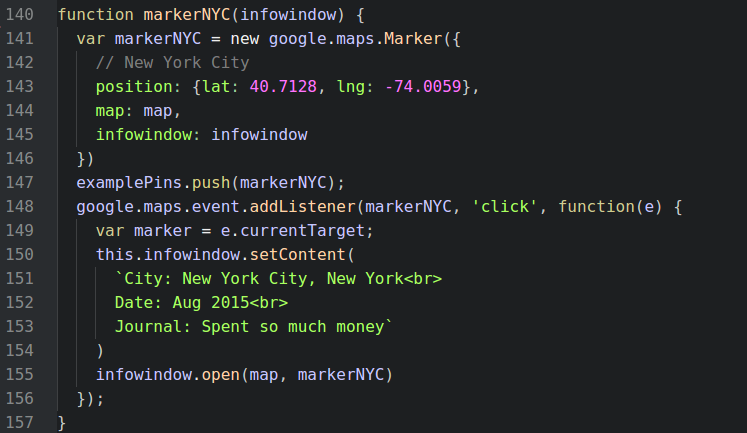 140 function markerNYC(infowindow) {
141   var markerNYC = new google.maps.Marker({
142     // New York City
143     position: {lat: 40.7128, lng: -74.0059},
144     map: map,
145     infowindow: infowindow
146   })
147   examplePins.push(markerNYC);
148   google.maps.event.addListener(markerNYC, 'click', function(e) {
149     var marker = e.currentTarget;
150     this.infowindow.setContent(
151       `City: New York City, New York<br>
152       Date: Aug 2015<br>
153       Journal: Spent so much money`
154     )
155     infowindow.open(map, markerNYC)
156   });
157 }